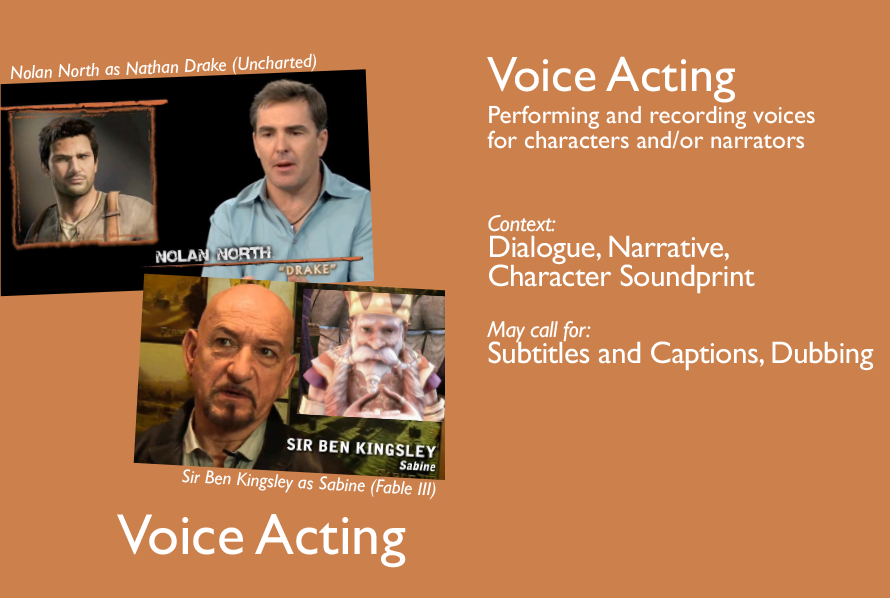 Nolan North as Nathan Drake (Uncharted)
NOLAN NORTH
"DRAKE"
SIR BEN KINGSLEY
Sabine
Sir Ben Kingsley as Sabine (Fable III)
Voice Acting
Voice Acting
Performing and recording voices
for characters and/or narrators
Context:
Dialogue, Narrative,
Character Soundprint
May call for:
Subtitles and Captions, Dubbing